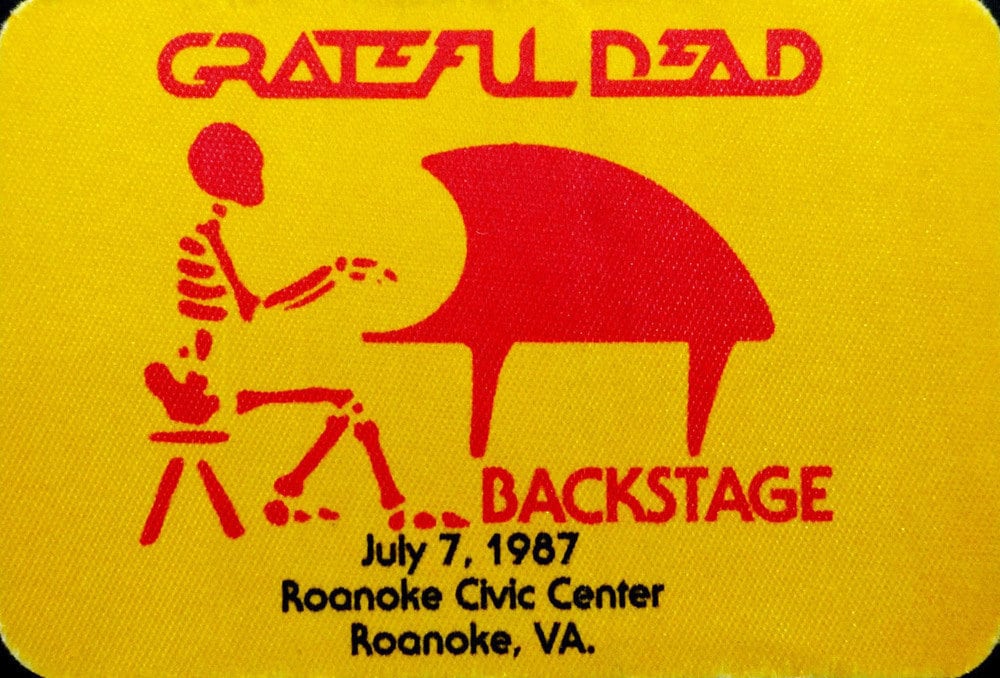 GRATEFUL DEAD
BACKSTAGE
July 7, 1987
Roanoke Civic Center
Roanoke, VA.